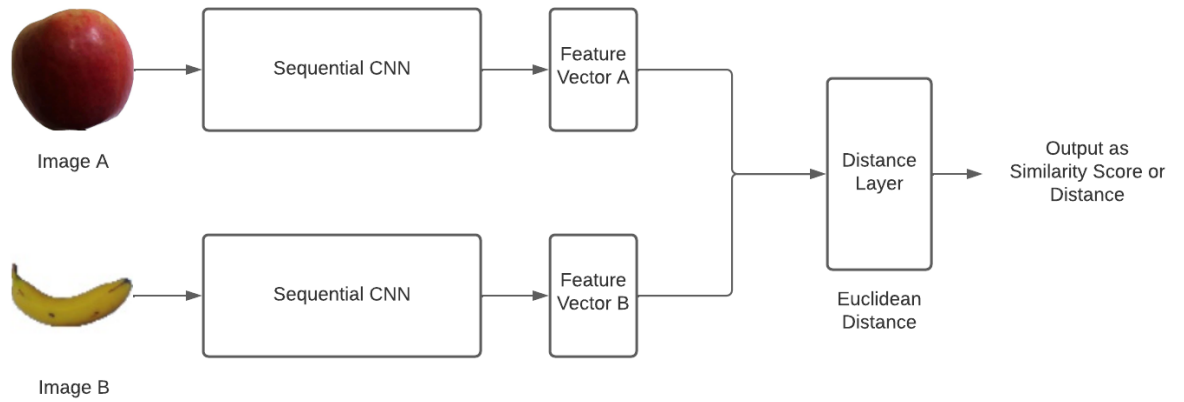 Sequential CNN
Feature
Vector A
Image A
Distance
Layer
Output as
Similarity Score or
Distance
Sequential CNN
Feature
Vector B
Euclidean
Distance
Image B